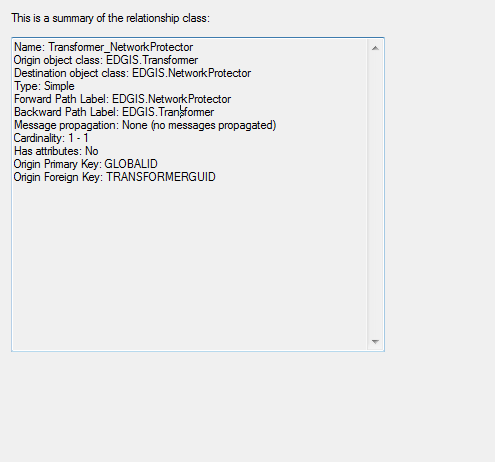 This is a summary of the relationship class:
Name: Transformer_NetworkProtector
Origin object class: EDGIS.Transformer
Destination object class: EDGIS.NetworkProtector
Type: Simple
Forward Path Label: EDGIS.NetworkProtector
Backward Path Label: EDGIS.Transformer
Message propagation: None (no messages propagated)
Cardinality: 1 - 1
Has attributes: No
Origin Primary Key: GLOBALID
Origin Foreign Key: TRANSFORMERGUID